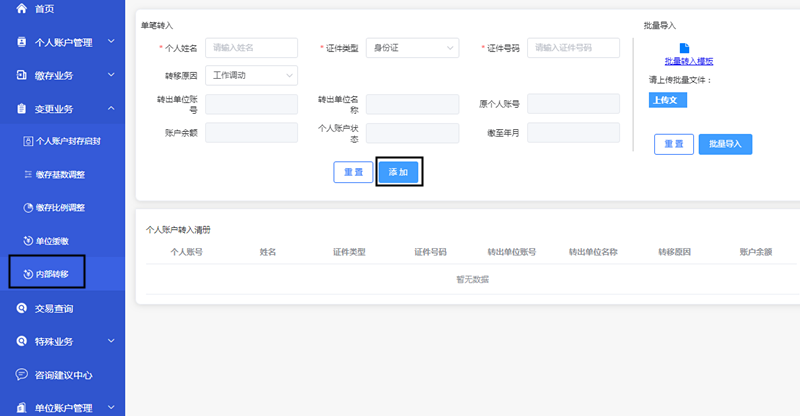 首页
个人账户管理
缴存业务
变更业务
个人账户封存启封
缴存基数调整
缴存比例调整
单位缓缴
内部转移
交易查询
特殊业务
咨询建议中心
单位账户管理
单笔转入
* 个人姓名 请输入姓名 * 证件类型 身份证 * 证件号码 请输入证件号码
转移原因 工作调动
转出单位账
号
转出单位名
称
原个人账号
账户余额
个人账户状
态
缴至年月
重 置 添 加
批量导入
批量转入模板
请上传批量文件：
上传文
重 置 批量导入
个人账户转入清册
个人账号 姓名 证件类型 证件号码 转出单位账号 转出单位名称 转移原因 账户余额
暂无数据